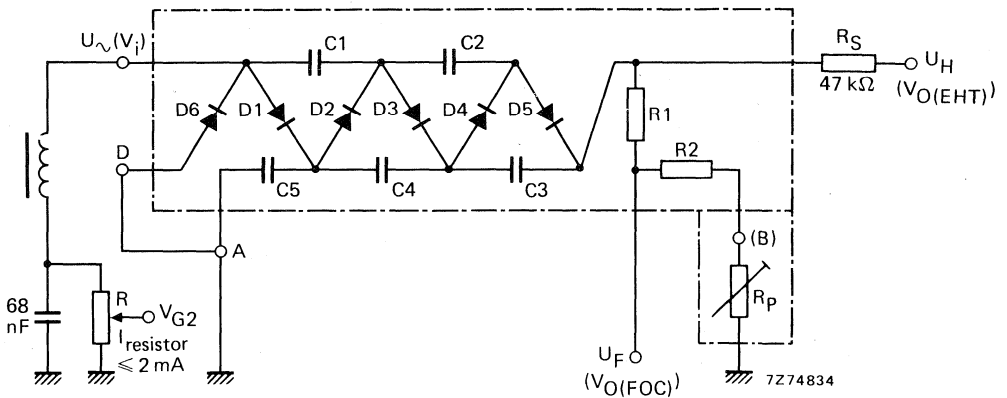 U∿(Vi)
C1
C2
RS
47 kΩ
UH
(VO(EHT))
D6
D1
D2
D3
D4
D5
R1
R2
D
C5
C4
C3
A
(B)
68
nF
R
VG2
Iresistor
≤ 2 mA
RP
UF
(VO(FOC))
7Z74834